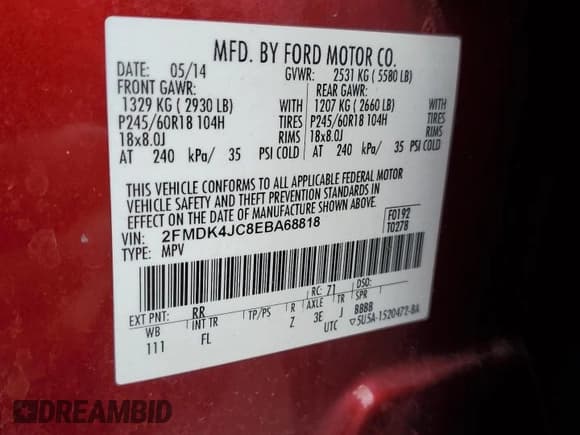 MFD. BY FORD MOTOR CO.
DATE: 05/14 GVWR: 2531 KG ( 5580 LB)
FRONT GAWR: REAR GAWR:
1329 KG ( 2930 LB) WITH 1207 KG ( 2660 LB) WITH
P245/60R18 104H TIRES P245/60R18 104H TIRES
18x8.0J RIMS 18x8.0J RIMS
AT 240 kPa/ 35 PSI COLD AT 240 kPa/ 35 PSI COLD
THIS VEHICLE CONFORMS TO ALL APPLICABLE FEDERAL MOTOR
VEHICLE SAFETY AND THEFT PREVENTION STANDARDS IN
EFFECT ON THE DATE OF MANUFACTURE SHOWN ABOVE.
VIN: 2FMDK4JC8EBA68818 F0192
TYPE: MPV T0278
EXT PNT: RR RC: 71 DSO:
WB INT TR TP/PS R AXLE TR SPR
111 FL Z 3E J BBBB
UTC ▽5U5A-1520472-BA
DREAMBID